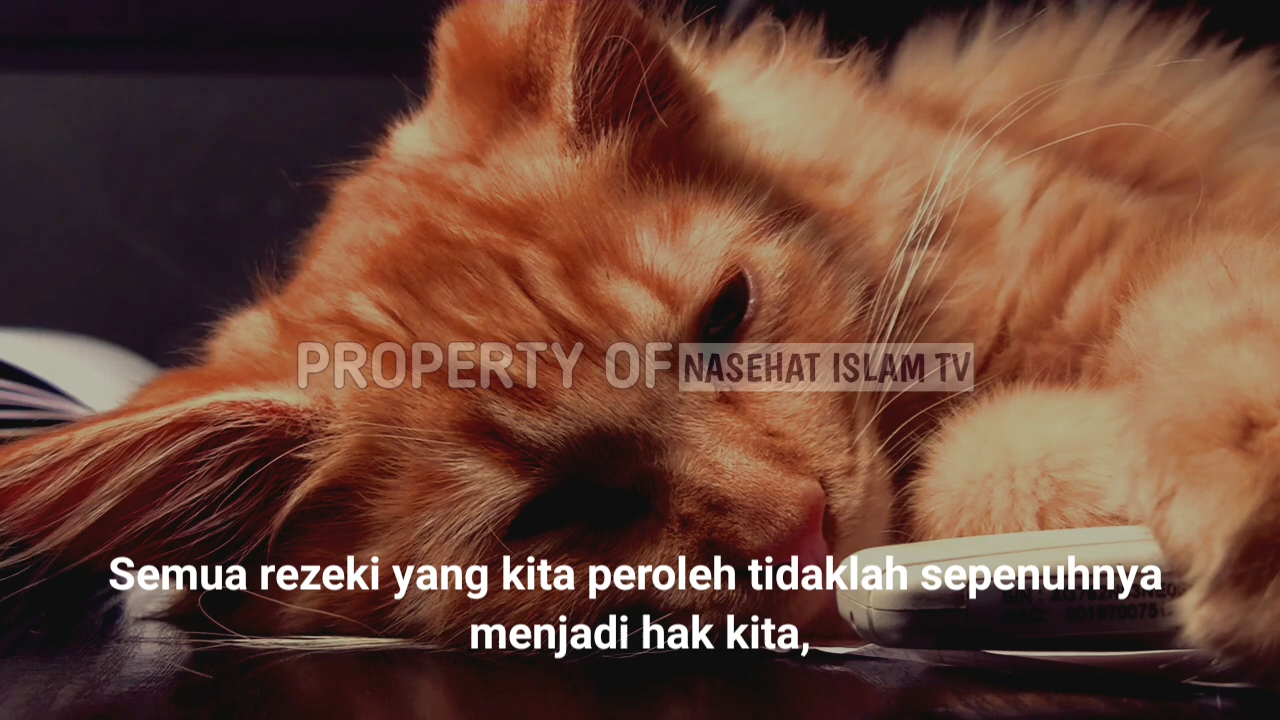 PROPERTY OF NASEHAT ISLAM TV
Semua rezeki yang kita peroleh tidaklah sepenuhnya
menjadi hak kita,